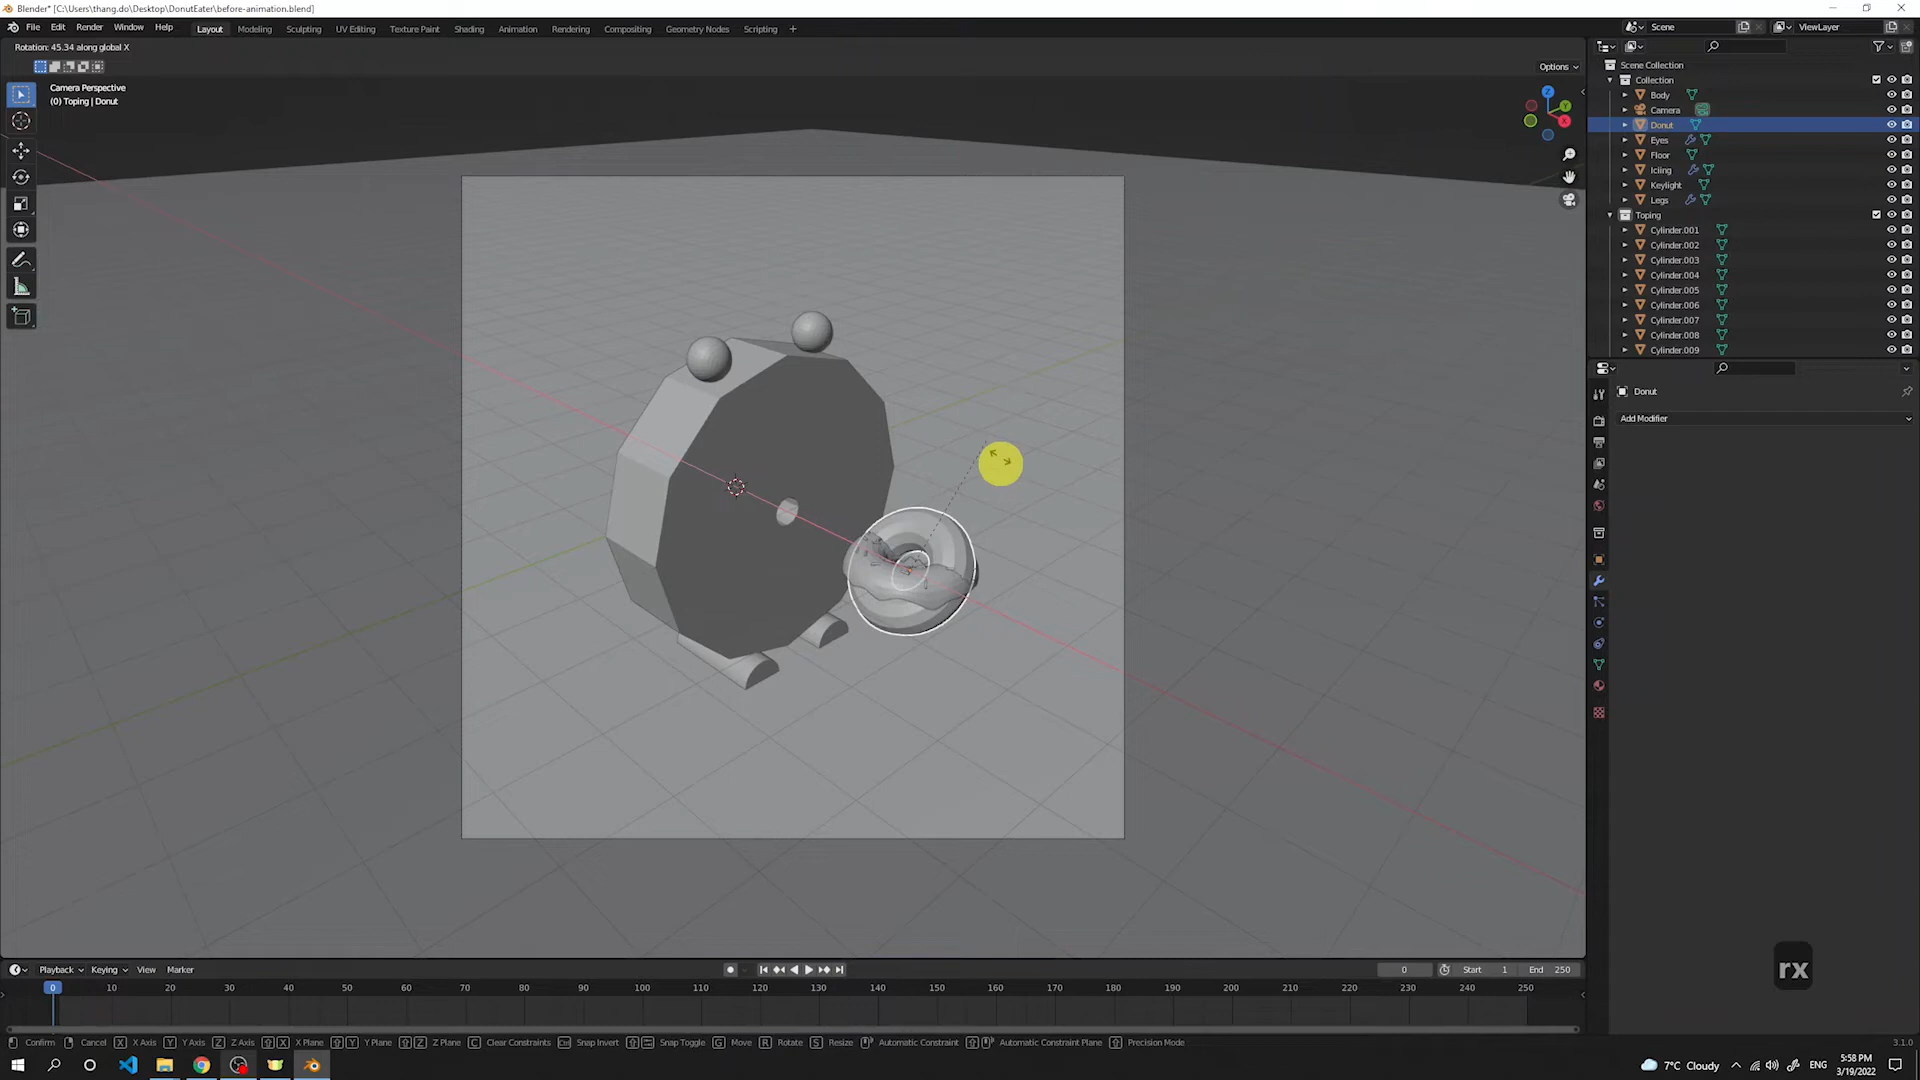 Blender* [C:\Users\thang.do\Desktop\DonutEater\before-animation.blend]
File Edit Render Window Help Layout Modeling Sculpting UV Editing Texture Paint Shading Animation Rendering Compositing Geometry Nodes Scripting + Scene ViewLayer
Rotation: 45.34 along global X
Options
Camera Perspective
(0) Toping | Donut
Z
Y
X
Scene Collection
Collection
Body
Camera
Donut
Eyes
Floor
Iciing
Keylight
Legs
Toping
Cylinder.001
Cylinder.002
Cylinder.003
Cylinder.004
Cylinder.005
Cylinder.006
Cylinder.007
Cylinder.008
Cylinder.009
Donut
Add Modifier
rx
Playback Keying View Marker 0 Start 1 End 250
0 10 20 30 40 50 60 70 80 90 100 110 120 130 140 150 160 170 180 190 200 210 220 230 240 250
Confirm Cancel X X Axis Y Y Axis Z Z Axis X X Plane Y Y Plane Z Z Plane C Clear Constraints Snap Invert Snap Toggle G Move R Rotate S Resize Automatic Constraint Automatic Constraint Plane Precision Mode 3.1.0
7°C Cloudy ENG 5:58 PM
3/19/2022